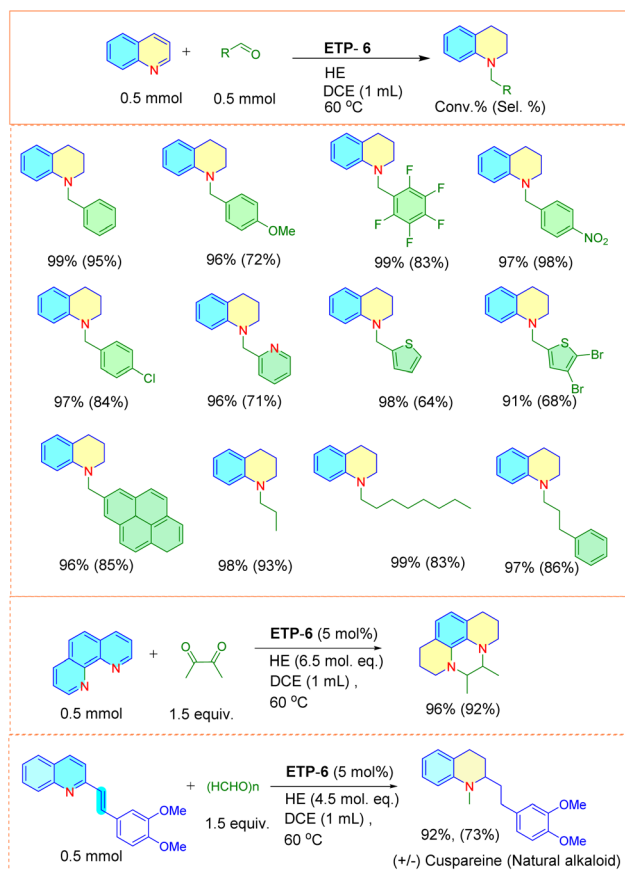 N
+
R
O
ETP- 6
HE
DCE (1 mL)
60 °C
N
R
0.5 mmol
0.5 mmol
Conv.% (Sel. %)
N
99% (95%)
N
OMe
96% (72%)
N
F
F
F
F
F
99% (83%)
N
NO2
97% (98%)
N
Cl
97% (84%)
N
N
96% (71%)
N
S
98% (64%)
N
S
Br
Br
91% (68%)
N
96% (85%)
N
98% (93%)
N
99% (83%)
N
97% (86%)
N
N
0.5 mmol
+
O
O
1.5 equiv.
ETP-6 (5 mol%)
HE (6.5 mol. eq.)
DCE (1 mL) ,
60 °C
N
N
96% (92%)
N
OMe
OMe
0.5 mmol
+ (HCHO)n
1.5 equiv.
ETP-6 (5 mol%)
HE (4.5 mol. eq.)
DCE (1 mL) ,
60 °C
N
OMe
OMe
92%, (73%)
(+/-) Cuspareine (Natural alkaloid)